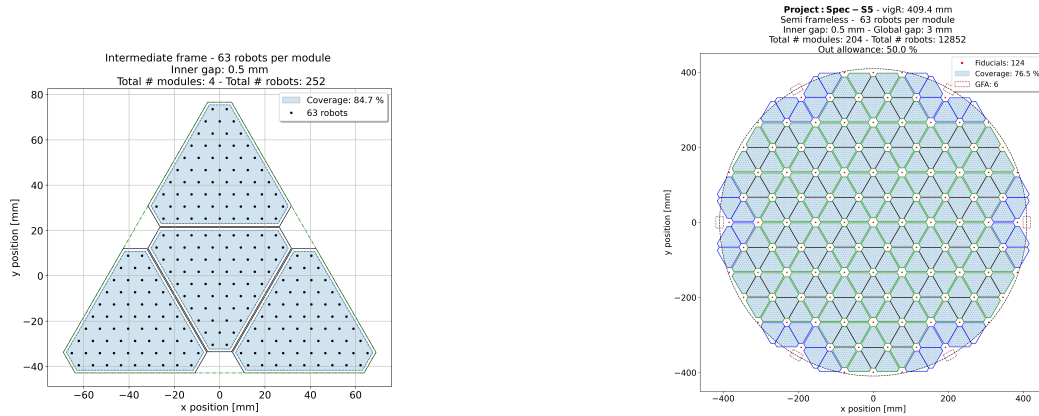 Intermediate frame - 63 robots per module
Inner gap: 0.5 mm
Total # modules: 4 - Total # robots: 252
Coverage: 84.7 %
63 robots
80
60
40
20
0
−20
−40
−60
−40
−20
0
20
40
60
x position [mm]
y position [mm]
Project: Spec − S5 - vigR: 409.4 mm
Semi frameless - 63 robots per module
Inner gap: 0.5 mm - Global gap: 3 mm
Total # modules: 204 - Total # robots: 12852
Out allowance: 50.0 %
Fiducials: 124
Coverage: 76.5 %
GFA: 6
400
200
0
−200
−400
−400
−200
0
200
400
x position [mm]
y position [mm]